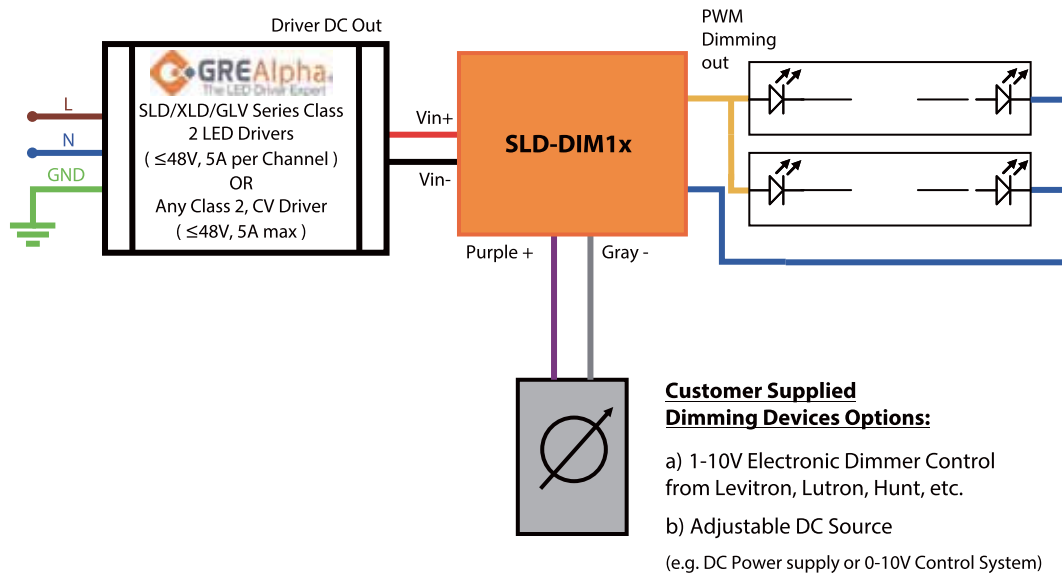 Driver DC Out
PWM
Dimming
out
GREAlpha
The LED Driver Expert
SLD/XLD/GLV Series Class
2 LED Drivers
( ≤48V, 5A per Channel )
OR
Any Class 2, CV Driver
( ≤48V, 5A max )
L
N
GND
Vin+
Vin-
SLD-DIM1x
Purple +
Gray -
Customer Supplied
Dimming Devices Options:
a) 1-10V Electronic Dimmer Control
from Levitron, Lutron, Hunt, etc.
b) Adjustable DC Source
(e.g. DC Power supply or 0-10V Control System)